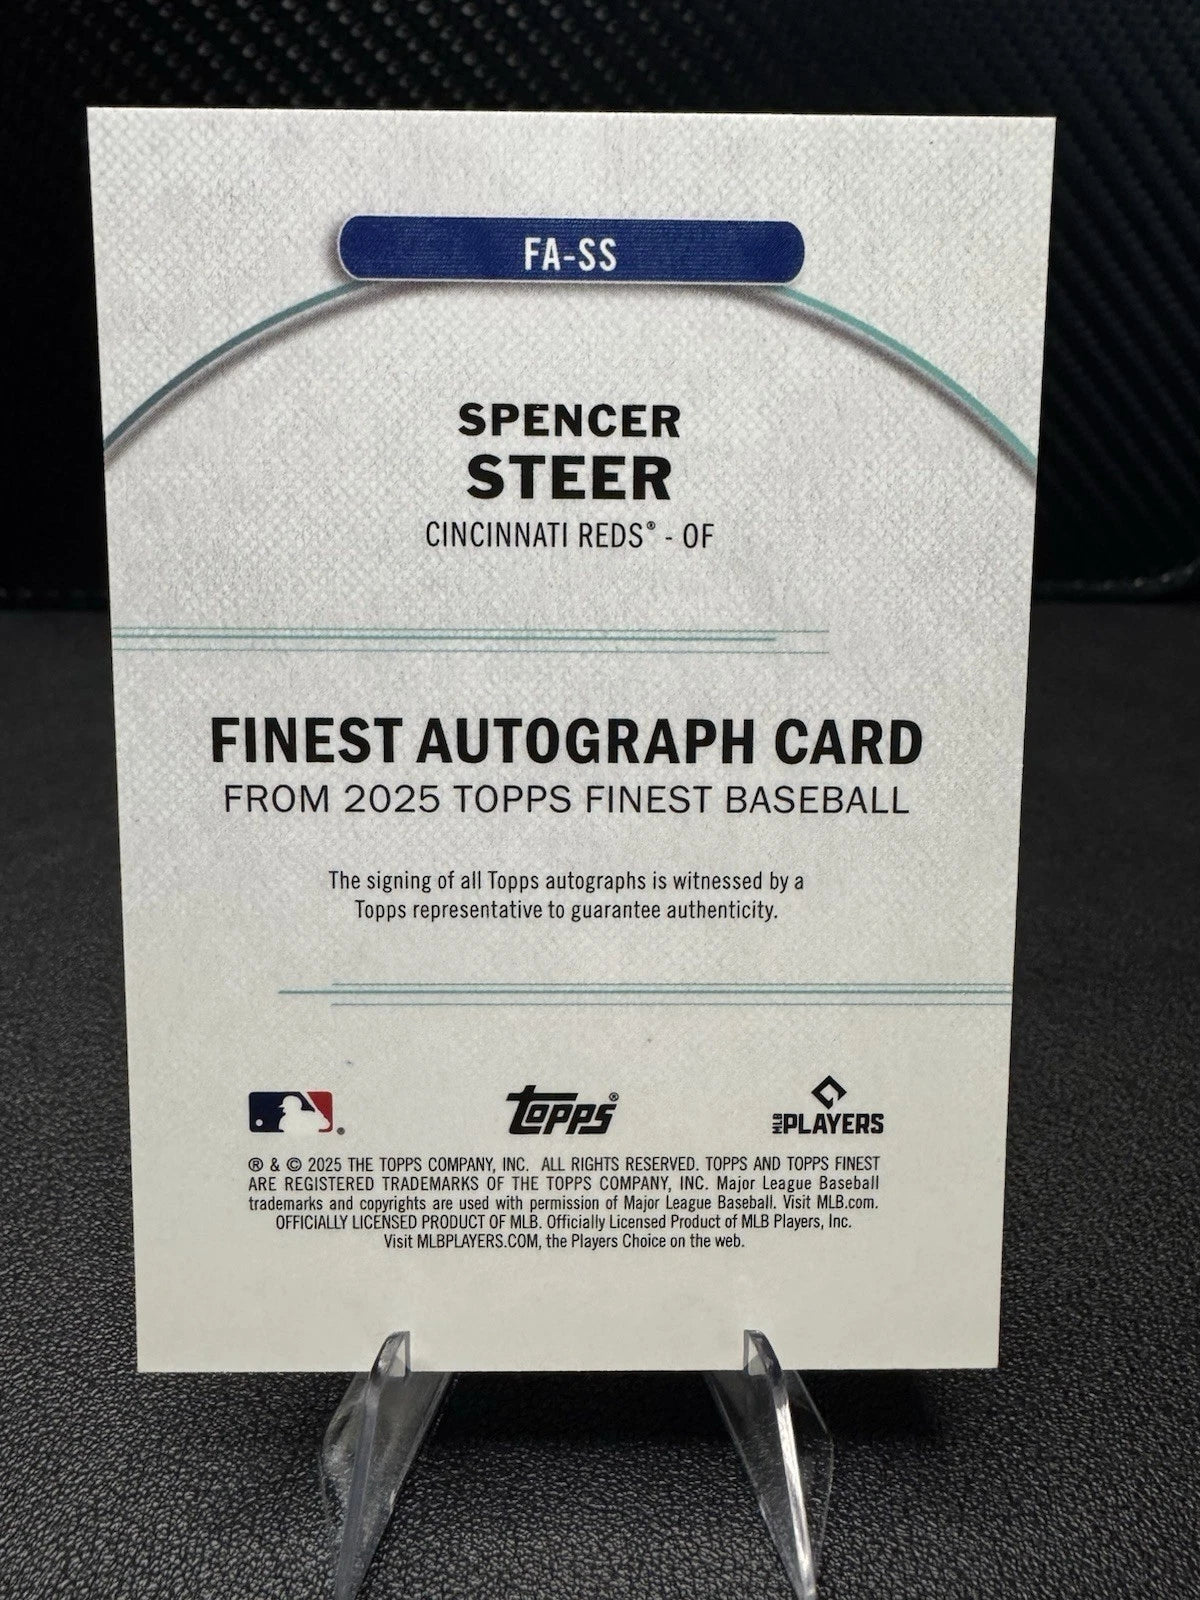 FA-SS
SPENCER
STEER
CINCINNATI REDS® - OF
FINEST AUTOGRAPH CARD
FROM 2025 TOPPS FINEST BASEBALL
The signing of all Topps autographs is witnessed by a
Topps representative to guarantee authenticity.
Topps®
MLB PLAYERS
® & © 2025 THE TOPPS COMPANY, INC. ALL RIGHTS RESERVED. TOPPS AND TOPPS FINEST
ARE REGISTERED TRADEMARKS OF THE TOPPS COMPANY, INC. Major League Baseball
trademarks and copyrights are used with permission of Major League Baseball. Visit MLB.com.
OFFICIALLY LICENSED PRODUCT OF MLB. Officially Licensed Product of MLB Players, Inc.
Visit MLBPLAYERS.COM, the Players Choice on the web.